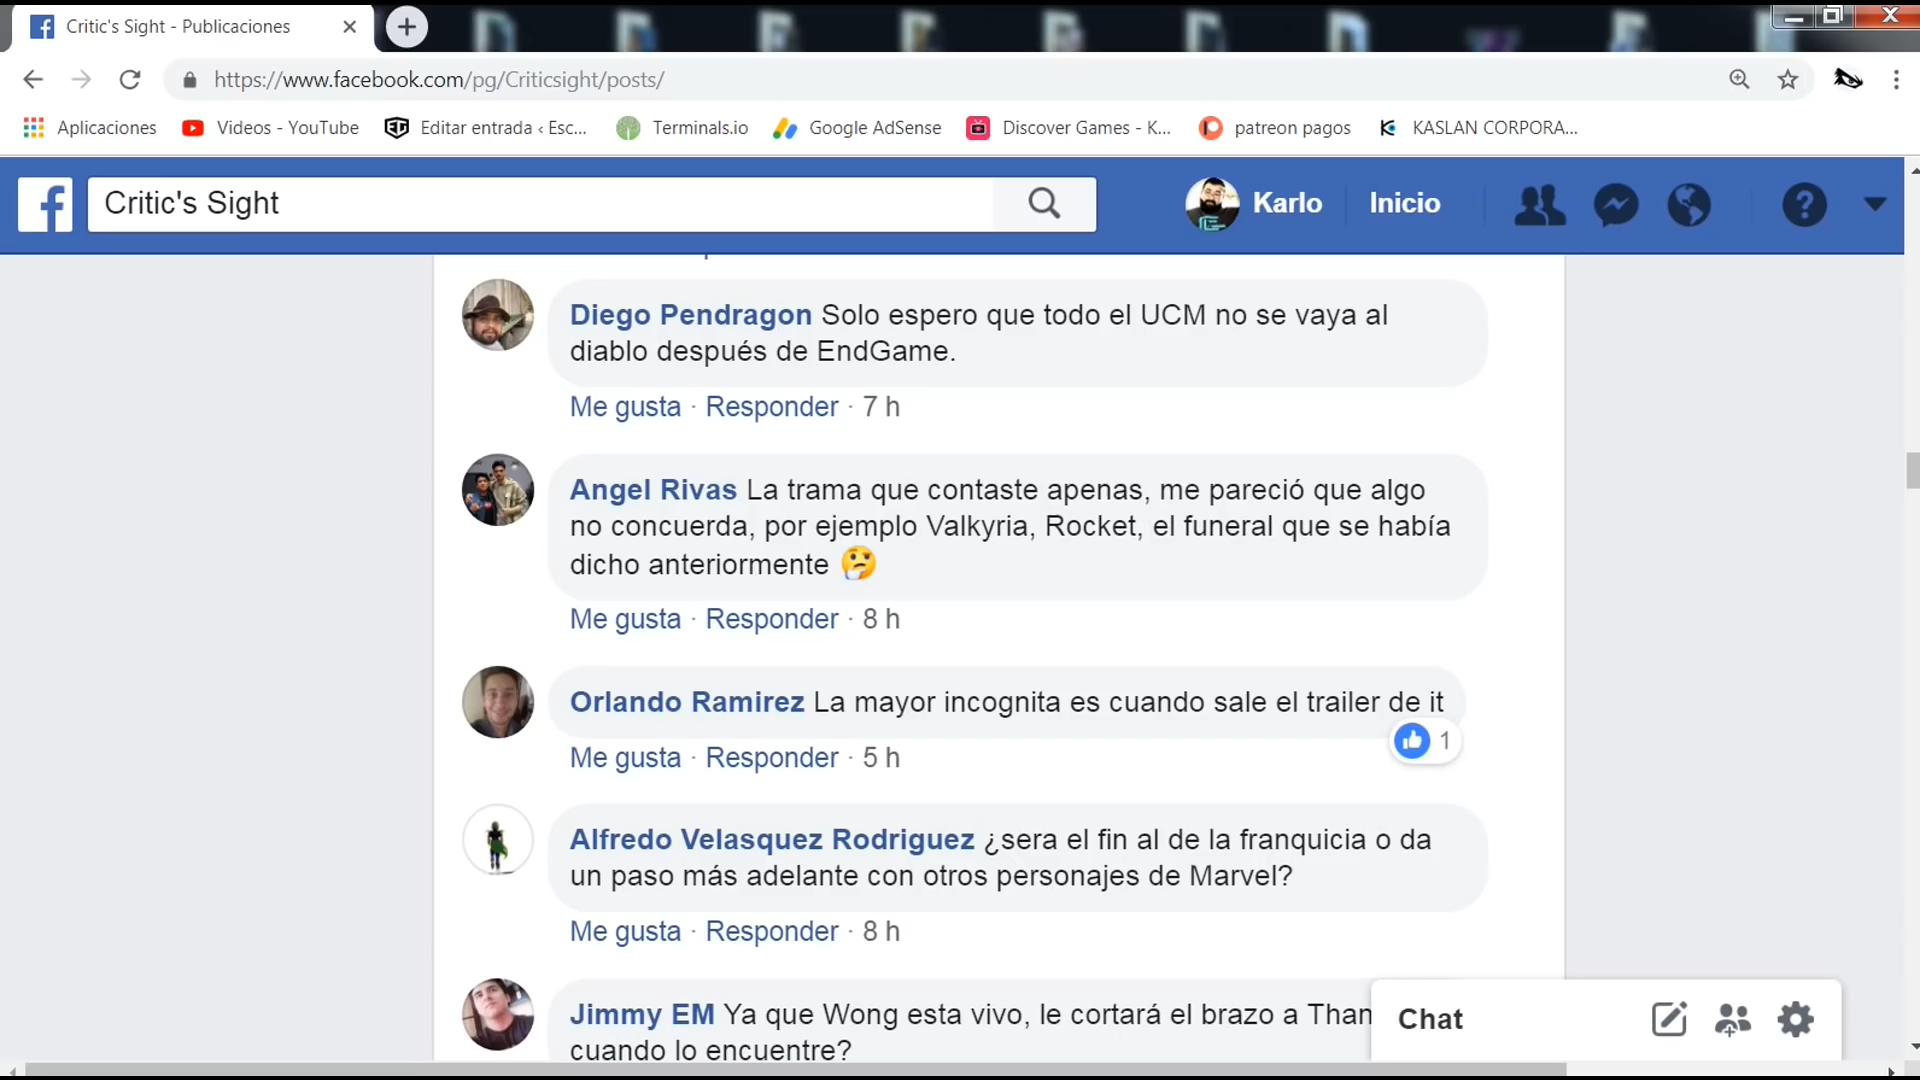 Critic's Sight - Publicaciones
https://www.facebook.com/pg/Criticsight/posts/
Aplicaciones Videos - YouTube Editar entrada ‹ Esc... Terminals.io Google AdSense Discover Games - K... patreon pagos KASLAN CORPORA...
Critic's Sight Karlo Inicio
Diego Pendragon Solo espero que todo el UCM no se vaya al
diablo después de EndGame.
Me gusta · Responder · 7 h
Angel Rivas La trama que contaste apenas, me pareció que algo
no concuerda, por ejemplo Valkyria, Rocket, el funeral que se había
dicho anteriormente 🤔
Me gusta · Responder · 8 h
Orlando Ramirez La mayor incognita es cuando sale el trailer de it
1
Me gusta · Responder · 5 h
Alfredo Velasquez Rodriguez ¿sera el fin al de la franquicia o da
un paso más adelante con otros personajes de Marvel?
Me gusta · Responder · 8 h
Jimmy EM Ya que Wong esta vivo, le cortará el brazo a
cuando lo encuentre?
Chat